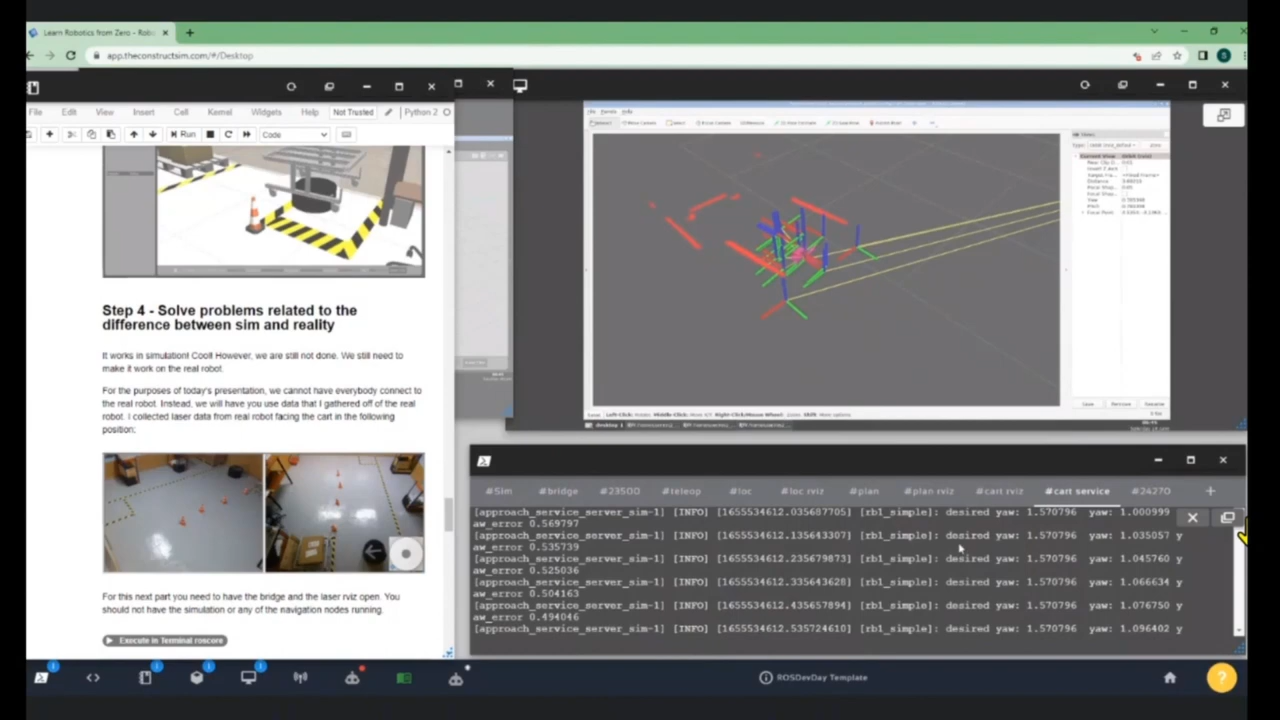 Learn Robotics from Zero - Rob
app.theconstructsim.com/#/Desktop
File Edit View Insert Cell Kernel Widgets Help Not Trusted Python 2
Run Code
Step 4 - Solve problems related to the
difference between sim and reality
It works in simulation! Cool! However, we are still not done. We still need to
make it work on the real robot.
For the purposes of today's presentation, we cannot have everybody connect to
the real robot. Instead, we will have you use data that I gathered off of the real
robot. I collected laser data from real robot facing the cart in the following
position:
For this next part you need to have the bridge and the laser rviz open. You
should not have the simulation or any of the navigation nodes running.
Execute in Terminal roscore
#Sim #bridge #23500 #teleop #loc #loc rviz #plan #plan rviz #cart rviz #cart service #24270
[approach_service_server_sim-1] [INFO] [1655534612.035687705] [rb1_simple]: desired yaw: 1.570796 yaw: 1.000999
aw_error 0.569797
[approach_service_server_sim-1] [INFO] [1655534612.135643307] [rb1_simple]: desired yaw: 1.570796 yaw: 1.035057 y
aw_error 0.535739
[approach_service_server_sim-1] [INFO] [1655534612.235679873] [rb1_simple]: desired yaw: 1.570796 yaw: 1.045760 y
aw_error 0.525036
[approach_service_server_sim-1] [INFO] [1655534612.335643628] [rb1_simple]: desired yaw: 1.570796 yaw: 1.066634 y
aw_error 0.504163
[approach_service_server_sim-1] [INFO] [1655534612.435657894] [rb1_simple]: desired yaw: 1.570796 yaw: 1.076750 y
aw_error 0.494046
[approach_service_server_sim-1] [INFO] [1655534612.535724610] [rb1_simple]: desired yaw: 1.570796 yaw: 1.096402 y
ROSDevDay Template